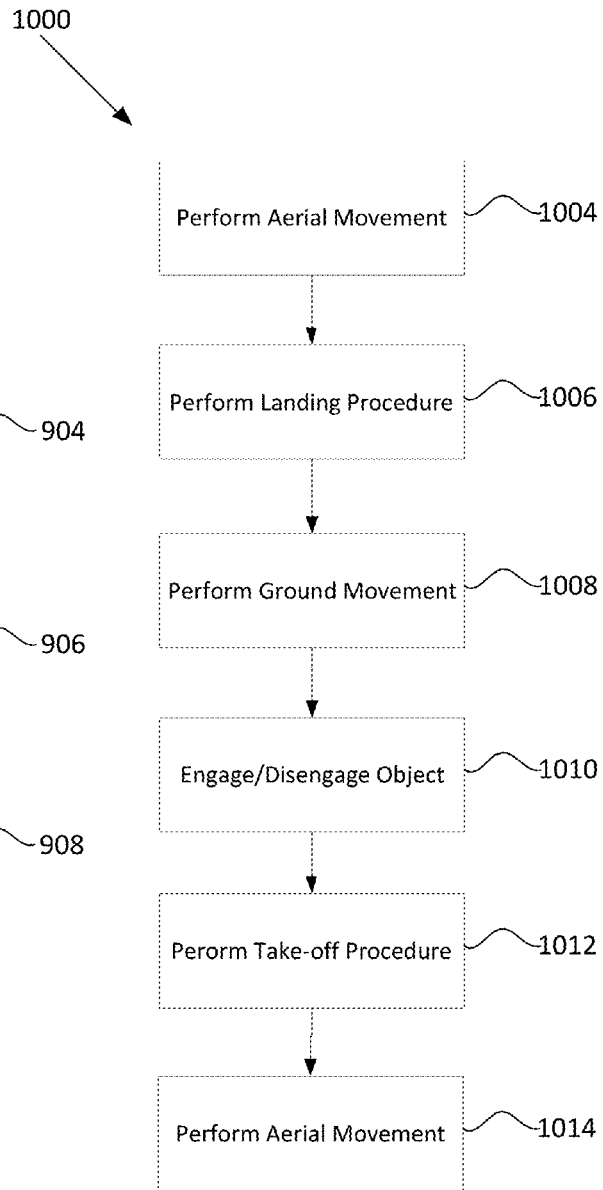 1000
Perform Aerial Movement
1004
Perform Landing Procedure
1006
904
Perform Ground Movement
1008
906
Engage/Disengage Object
1010
908
Perorm Take-off Procedure
1012
Perform Aerial Movement
1014